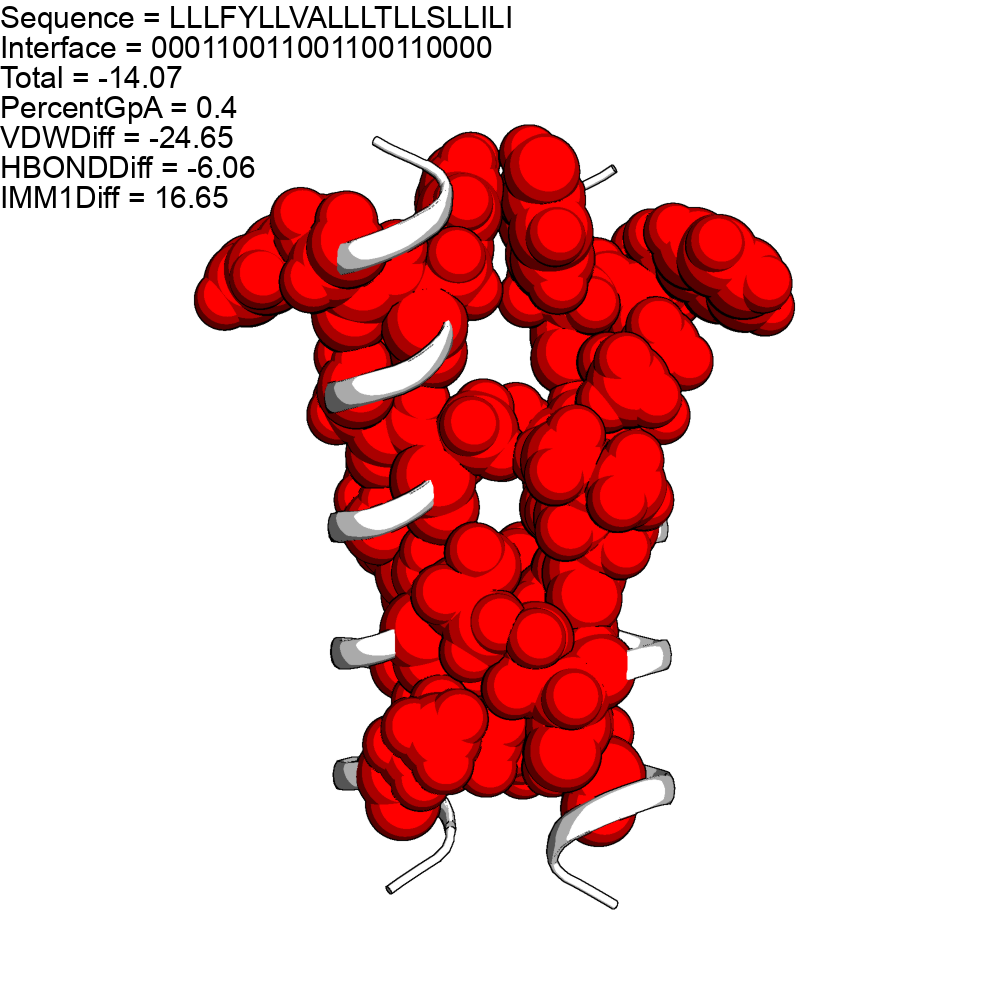 Sequence = LLLFYLLVALLLTLLSLLILI
Interface = 000110011001100110000
Total = -14.07
PercentGpA = 0.4
VDWDiff = -24.65
HBONDDiff = -6.06
IMM1Diff = 16.65